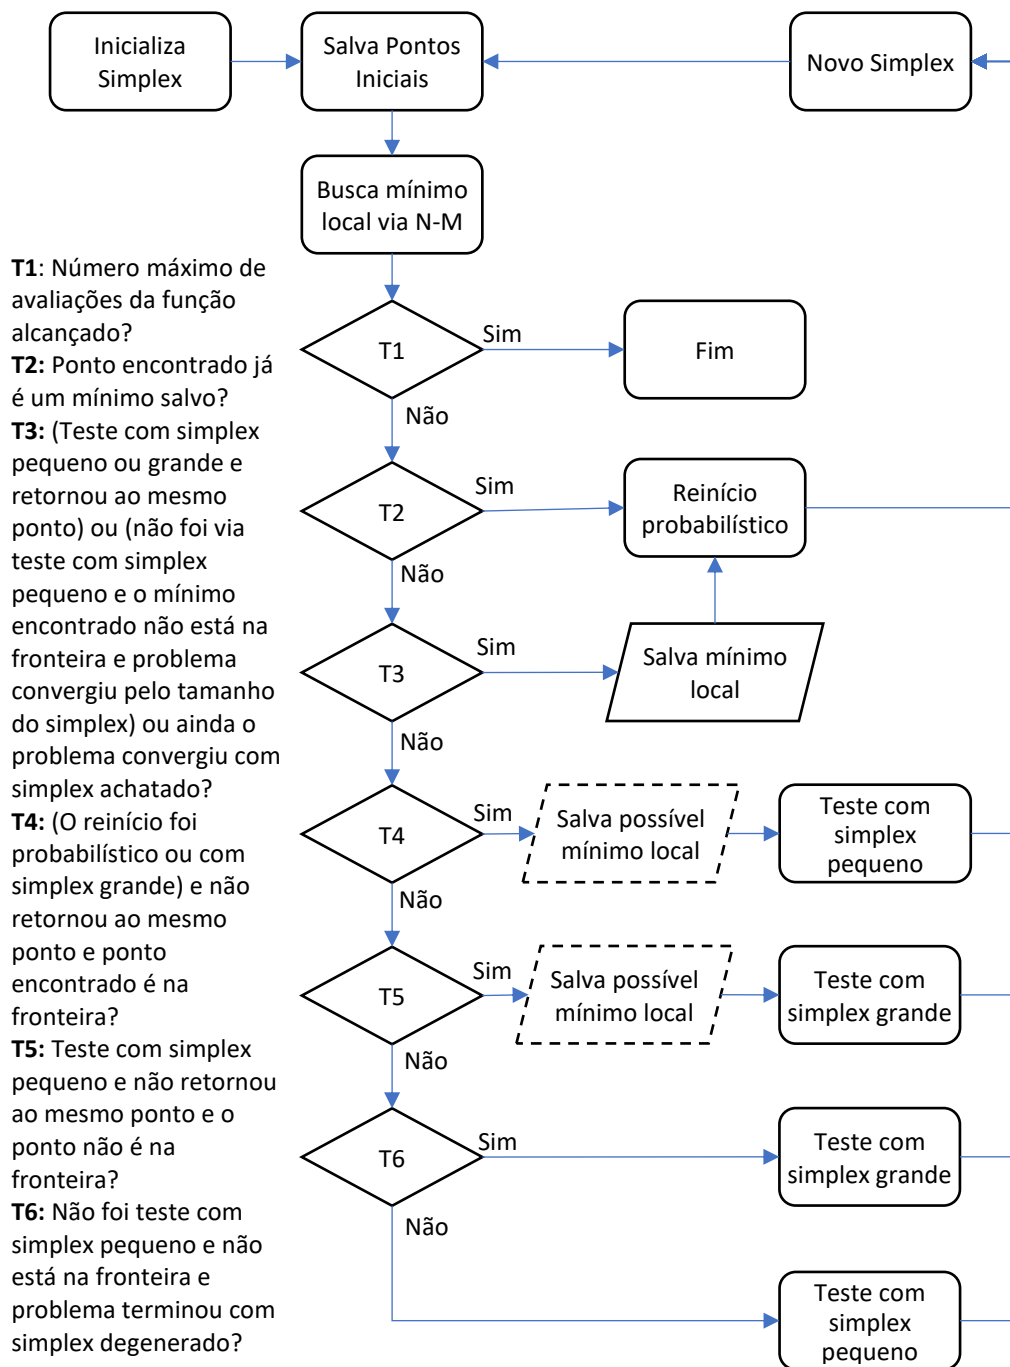 Inicializa
Simplex
Salva Pontos
Iniciais
Novo Simplex
Busca mínimo
local via N-M
T1: Número máximo de
avaliações da função
alcançado?
T2: Ponto encontrado já
é um mínimo salvo?
T3: (Teste com simplex
pequeno ou grande e
retornou ao mesmo
ponto) ou (não foi via
teste com simplex
pequeno e o mínimo
encontrado não está na
fronteira e problema
convergiu pelo tamanho
do simplex) ou ainda o
problema convergiu com
simplex achatado?
T4: (O reinício foi
probabilístico ou com
simplex grande) e não
retornou ao mesmo
ponto e ponto
encontrado é na
fronteira?
T5: Teste com simplex
pequeno e não retornou
ao mesmo ponto e o
ponto não é na
fronteira?
T6: Não foi teste com
simplex pequeno e não
está na fronteira e
problema terminou com
simplex degenerado?
T1
Sim
Fim
Não
T2
Sim
Reinício
probabilístico
Não
T3
Sim
Salva mínimo
local
Não
T4
Sim
Salva possível
mínimo local
Teste com
simplex
pequeno
Não
T5
Sim
Salva possível
mínimo local
Teste com
simplex grande
Não
T6
Sim
Teste com
simplex grande
Não
Teste com
simplex
pequeno